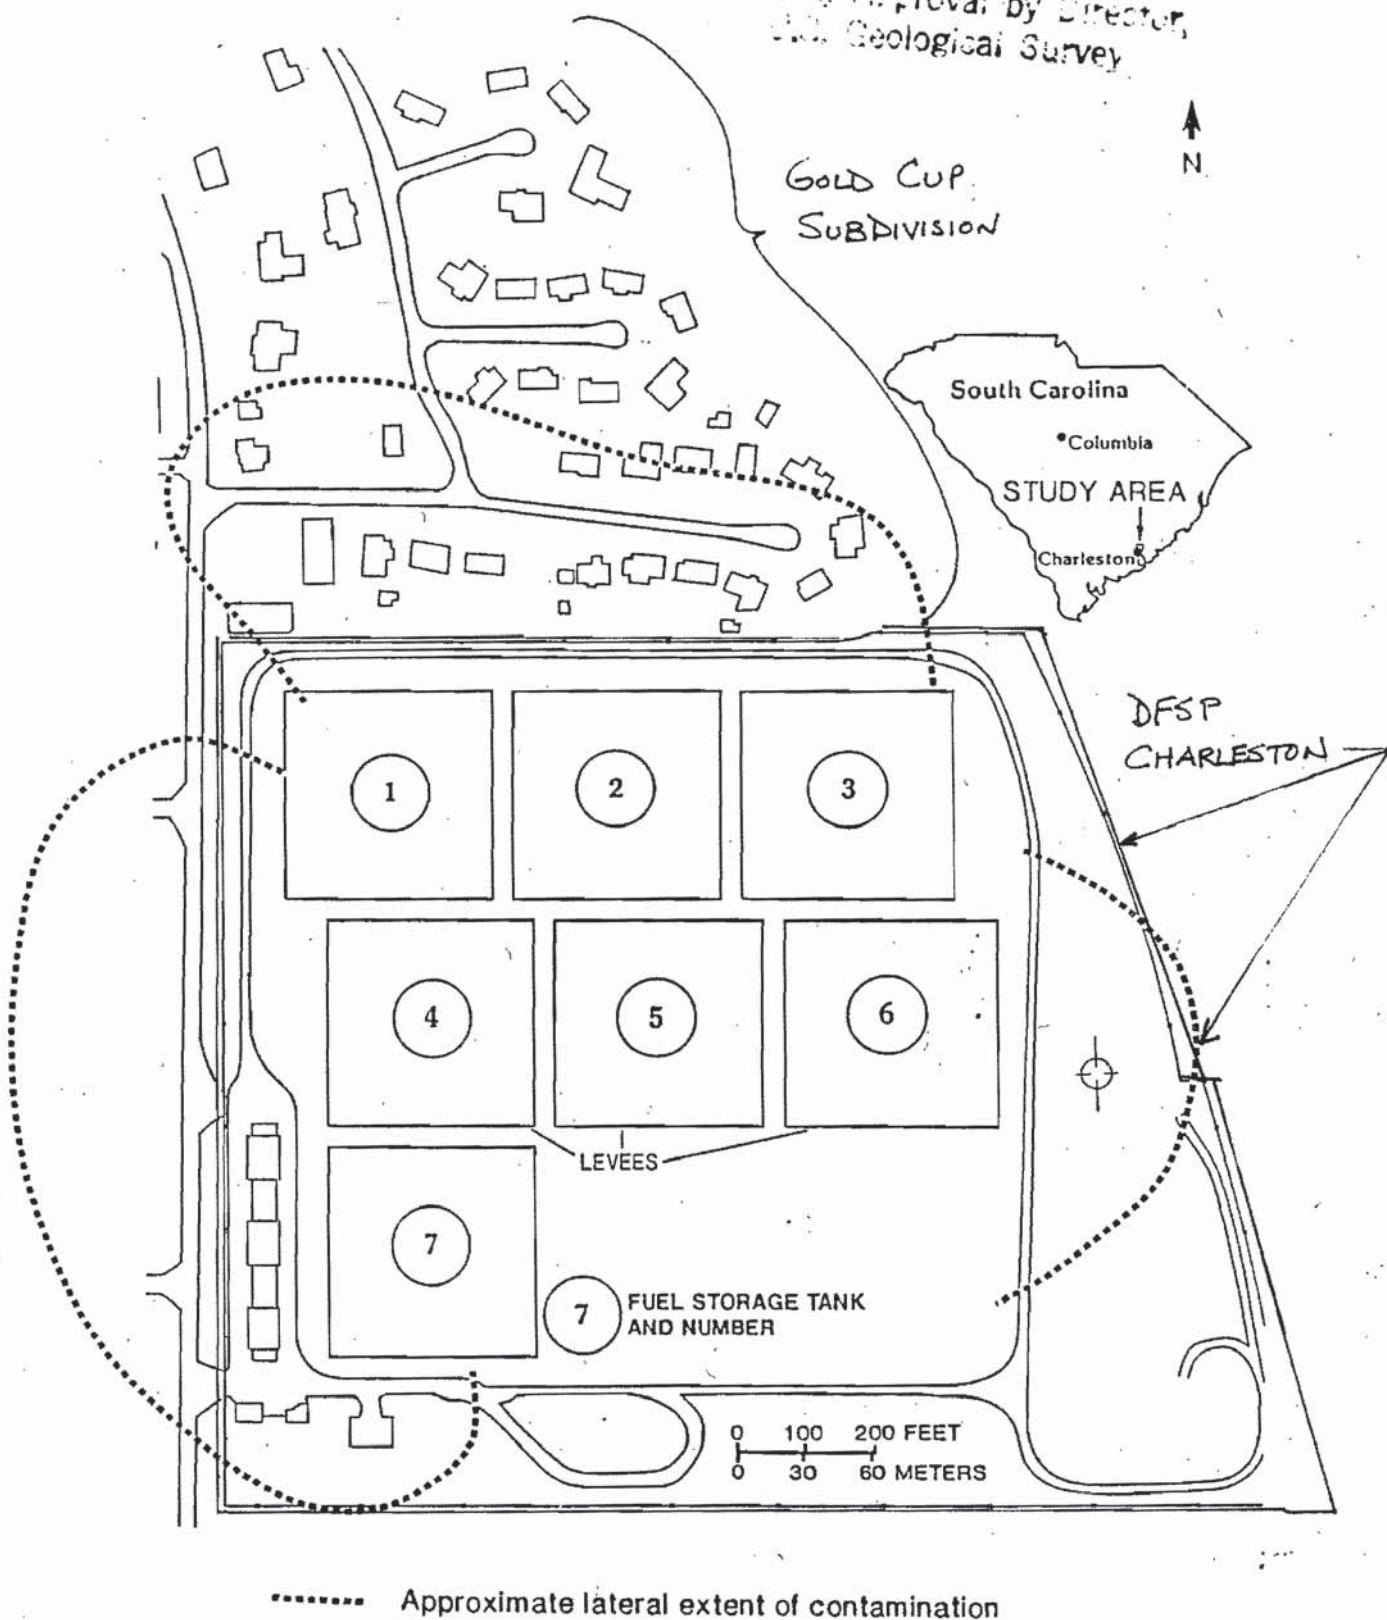 by Director,
Geological Survey
N
GOLD CUP
SUBDIVISION
South Carolina
Columbia
STUDY AREA
Charleston
DFSP
CHARLESTON
1
2
3
4
5
6
LEVEES
7
7 FUEL STORAGE TANK
AND NUMBER
0 100 200 FEET
0 30 60 METERS
Approximate lateral extent of contamination